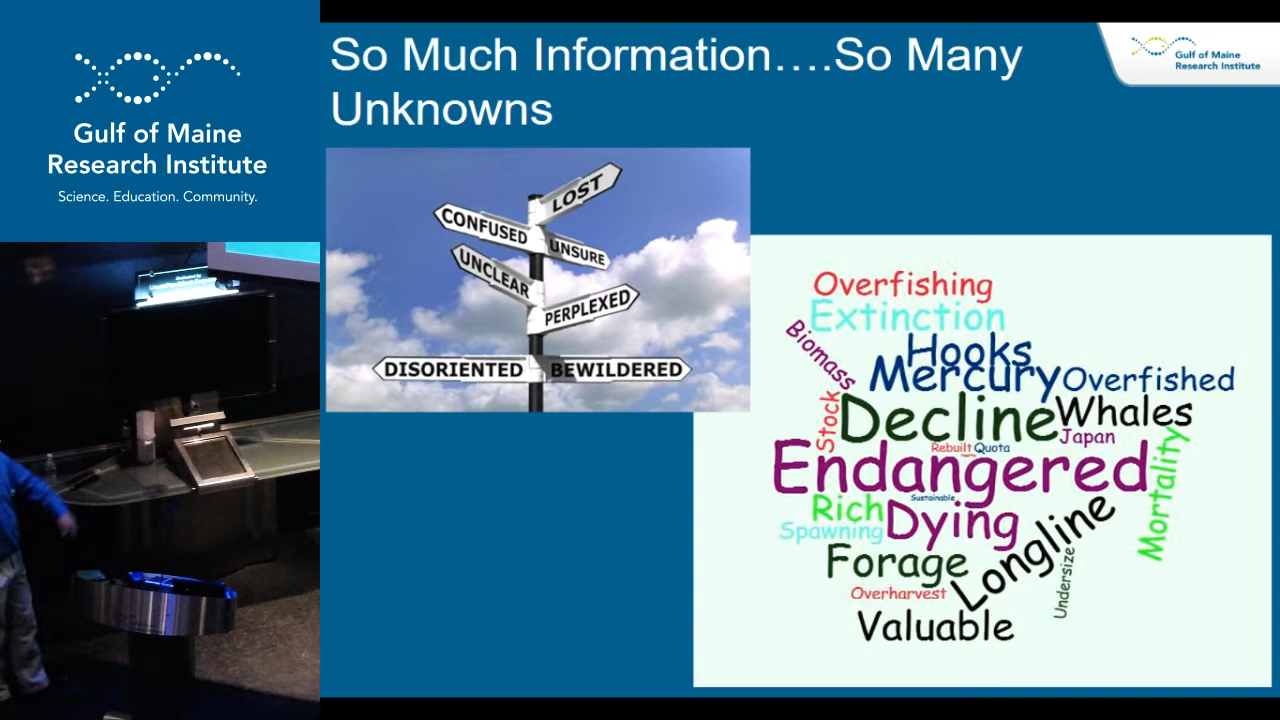 Gulf of Maine
Research Institute
Science. Education. Community.
So Much Information….So Many
Unknowns
Gulf of Maine
Research Institute
LOST
CONFUSED
UNSURE
UNCLEAR
PERPLEXED
DISORIENTED
BEWILDERED
Overfishing
Extinction
Biomass
Hooks
Mercury
Overfished
Stock
Decline
Whales
Japan
Rebuilt
Quota
Endangered
Mortality
Sustainable
Rich
Spawning
Dying
Longline
Forage
Undersize
Overharvest
Valuable